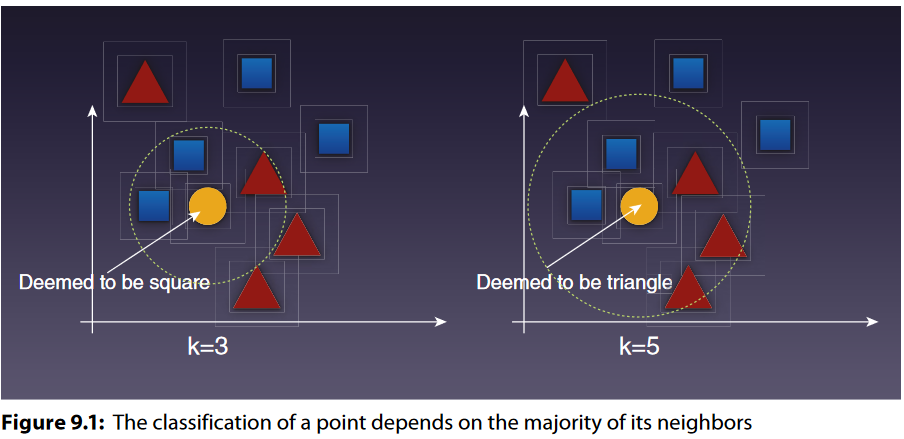 Deemed to be square
k=3
Deemed to be triangle
k=5
Figure 9.1: The classification of a point depends on the majority of its neighbors